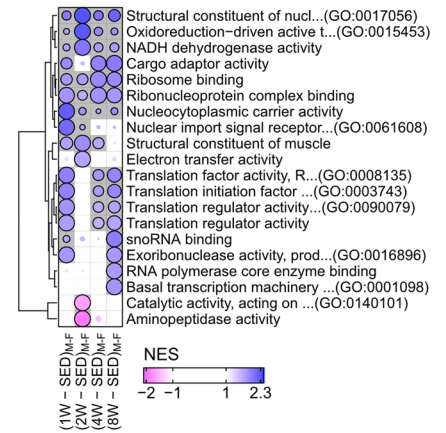 Structural constituent of nucl...(GO:0017056)
Oxidoreduction−driven active t...(GO:0015453)
NADH dehydrogenase activity
Cargo adaptor activity
Ribosome binding
Ribonucleoprotein complex binding
Nucleocytoplasmic carrier activity
Nuclear import signal receptor...(GO:0061608)
Structural constituent of muscle
Electron transfer activity
Translation factor activity, R...(GO:0008135)
Translation initiation factor ...(GO:0003743)
Translation regulator activity...(GO:0090079)
Translation regulator activity
snoRNA binding
Exoribonuclease activity, prod...(GO:0016896)
RNA polymerase core enzyme binding
Basal transcription machinery ...(GO:0001098)
Catalytic activity, acting on ...(GO:0140101)
Aminopeptidase activity
(1W − SED)M-F
(2W − SED)M-F
(4W − SED)M-F
(8W − SED)M-F
NES
−2 −1 1 2.3